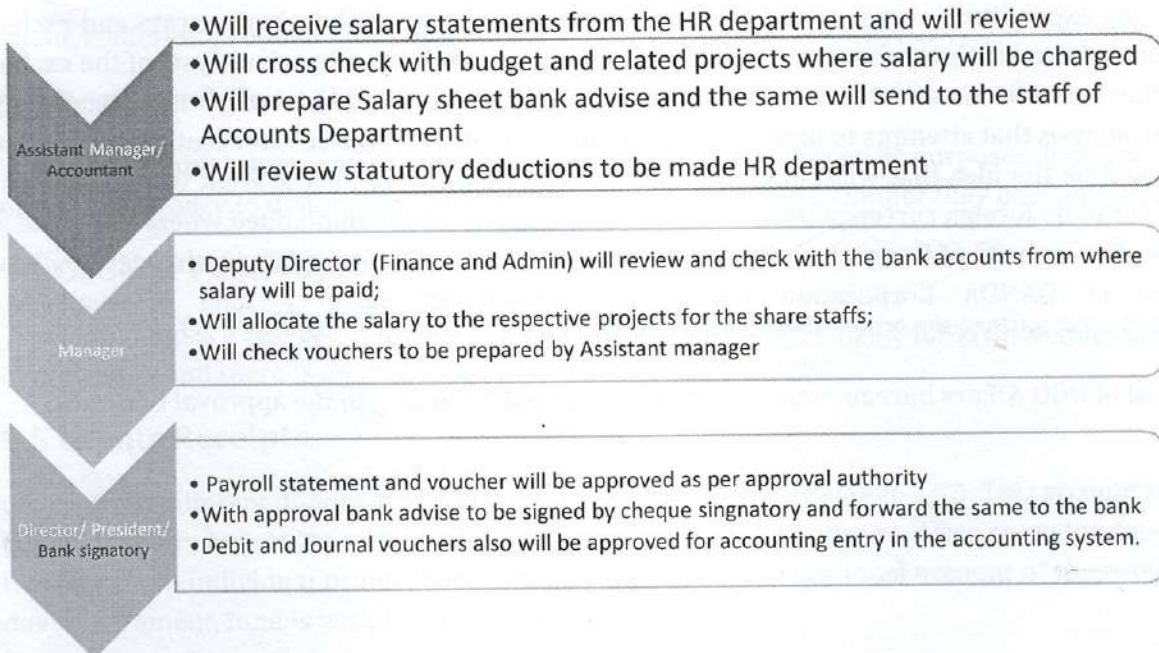 • Will receive salary statements from the HR department and will review
• Will cross check with budget and related projects where salary will be charged
• Will prepare Salary sheet bank advise and the same will send to the staff of
Accounts Department
• Will review statutory deductions to be made HR department
Assistant Manager/
Accountant
• Deputy Director (Finance and Admin) will review and check with the bank accounts from where
salary will be paid;
• Will allocate the salary to the respective projects for the share staffs;
• Will check vouchers to be prepared by Assistant manager
Manager
• Payroll statement and voucher will be approved as per approval authority
• With approval bank advise to be signed by cheque singnatory and forward the same to the bank
• Debit and Journal vouchers also will be approved for accounting entry in the accounting system.
Director/ President/
Bank signatory